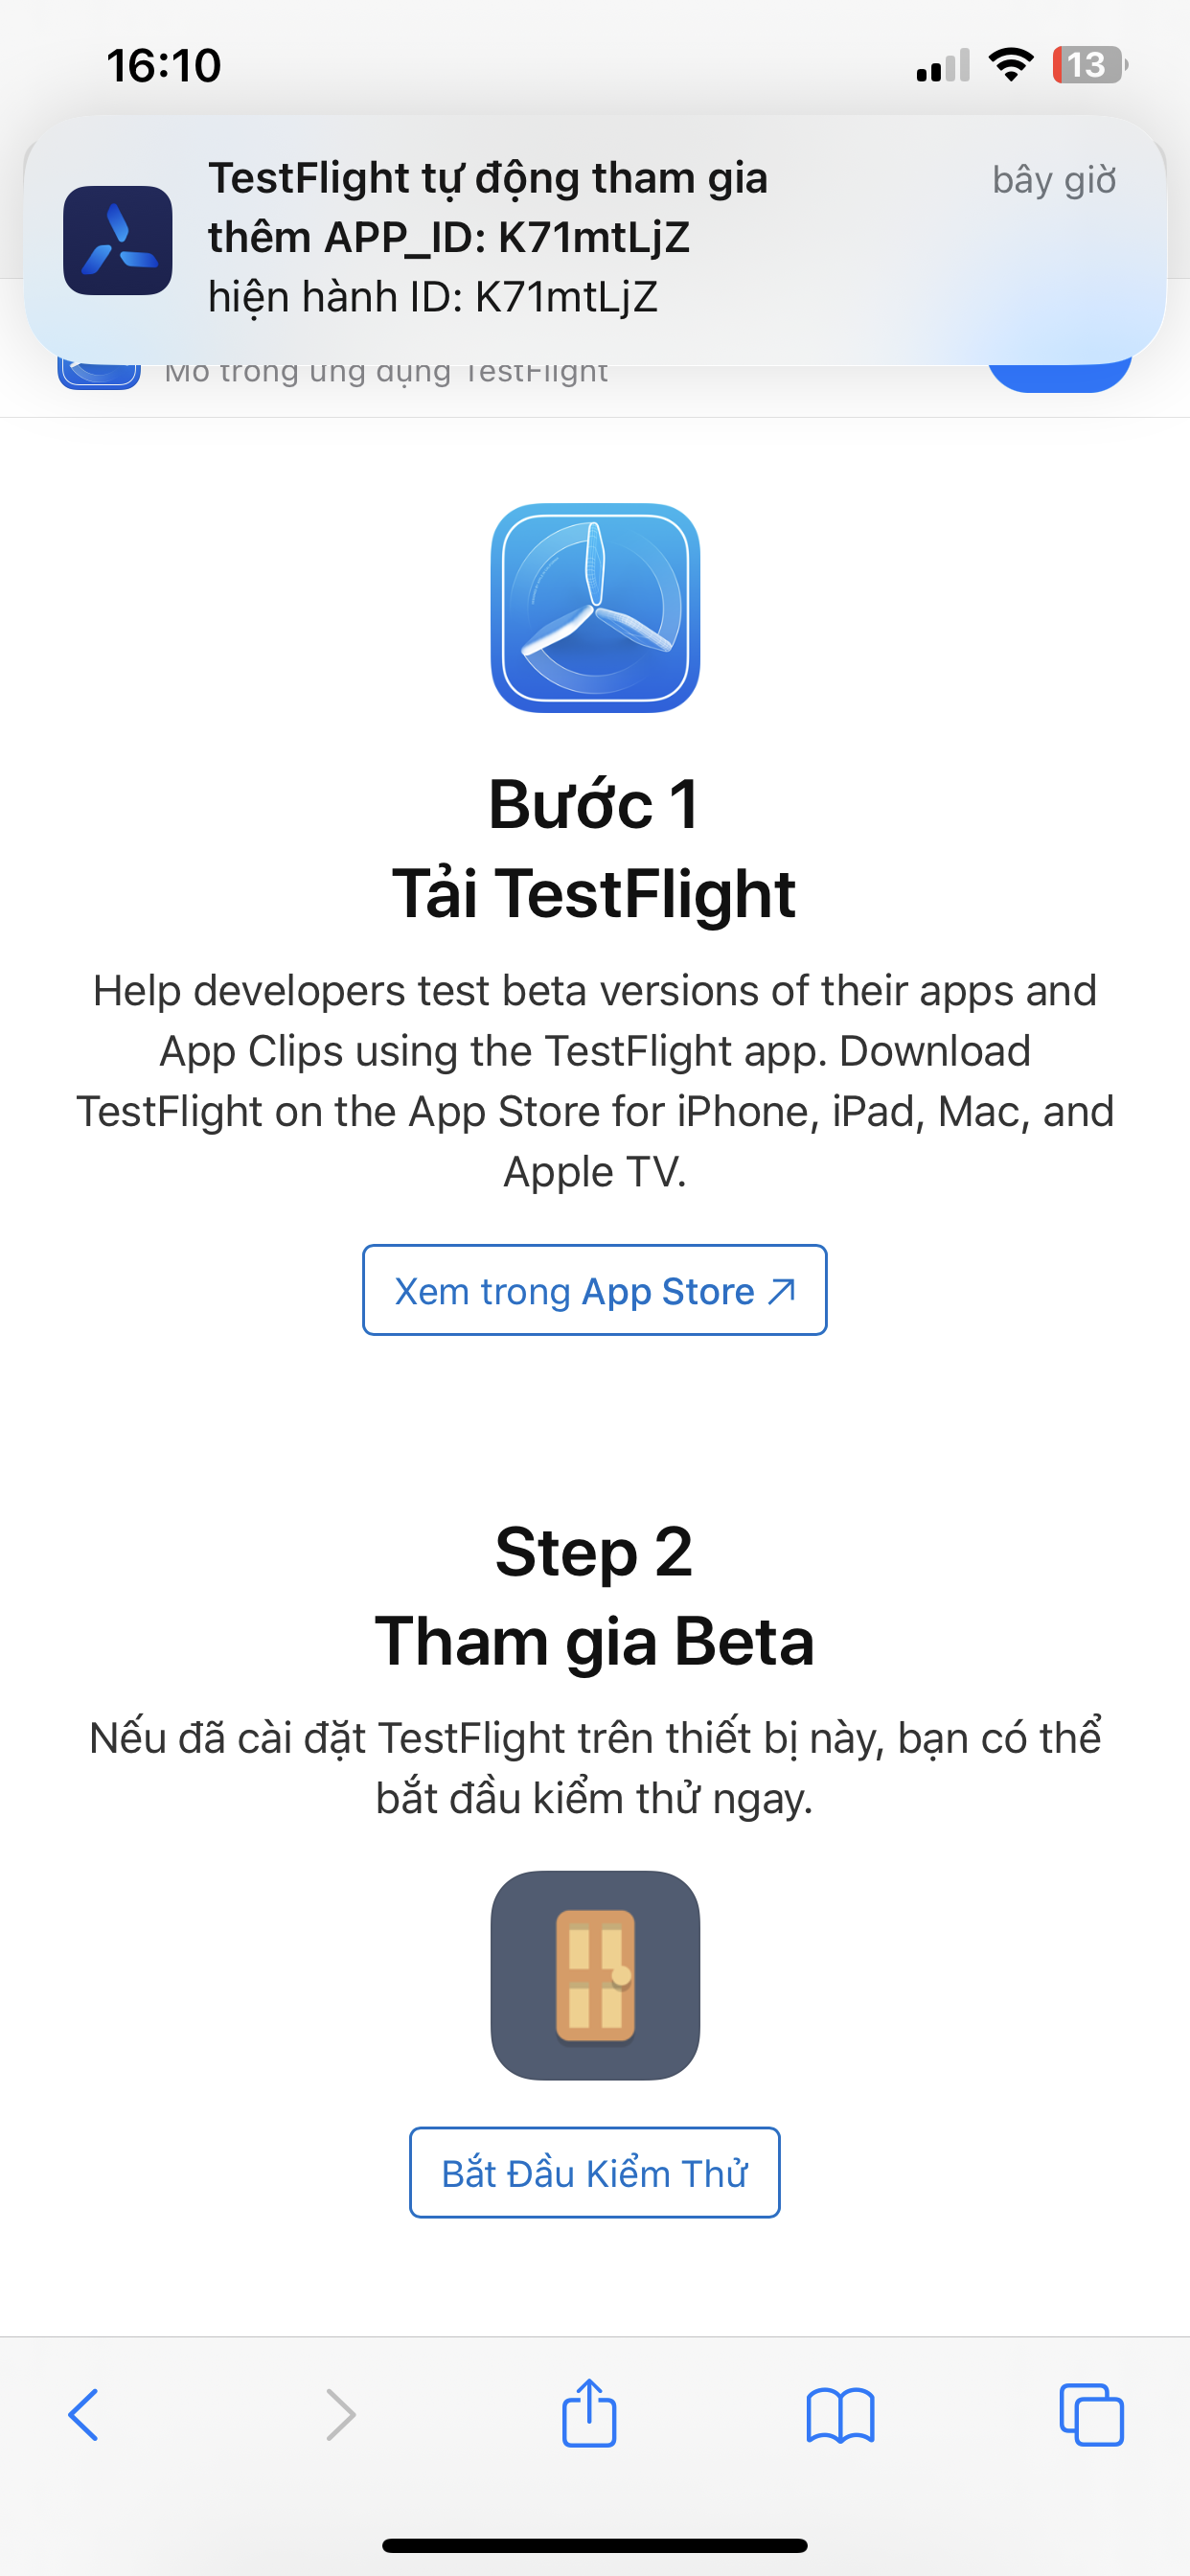 16:10
13
TestFlight tự động tham gia
thêm APP_ID: K71mtLjZ
bây giờ
hiện hành ID: K71mtLjZ
Mở trong ứng dụng TestFlight
Bước 1
Tải TestFlight
Help developers test beta versions of their apps and
App Clips using the TestFlight app. Download
TestFlight on the App Store for iPhone, iPad, Mac, and
Apple TV.
Xem trong App Store
Step 2
Tham gia Beta
Nếu đã cài đặt TestFlight trên thiết bị này, bạn có thể
bắt đầu kiểm thử ngay.
Bắt Đầu Kiểm Thử